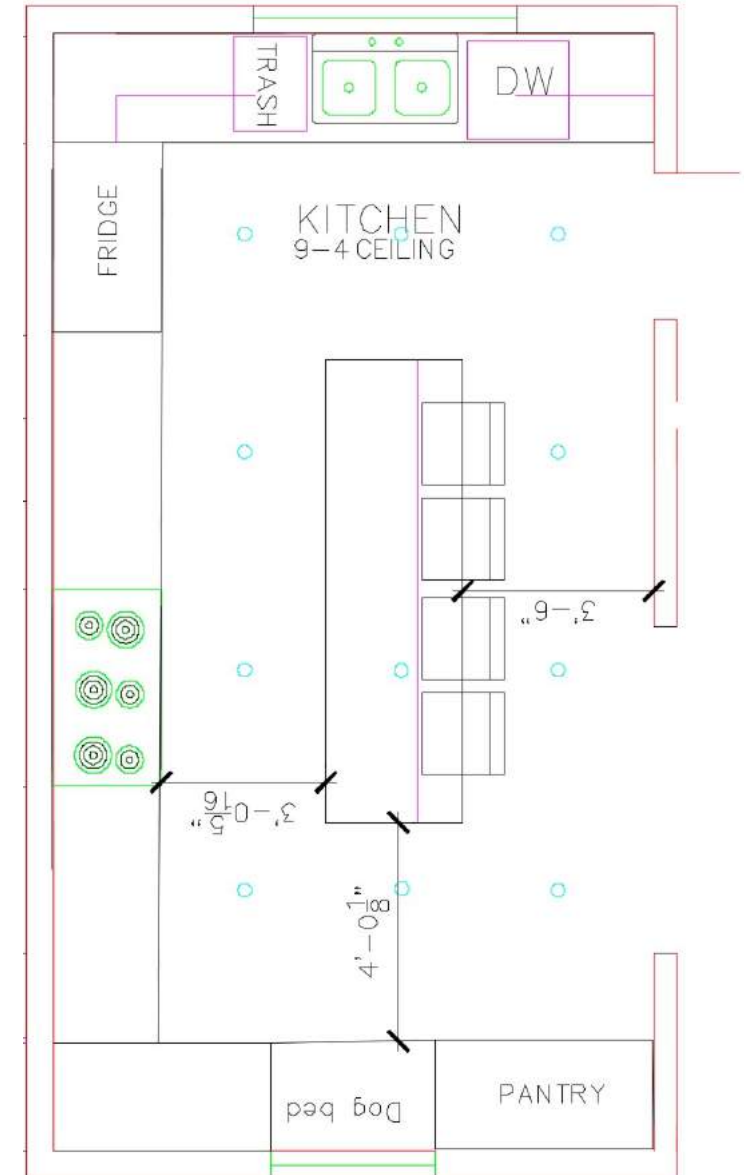 TRASH
DW
FRIDGE
KITCHEN
9-4 CEILING
3'-6"
3'-0 5/16"
4'-0 1/8"
Dog bed
PANTRY